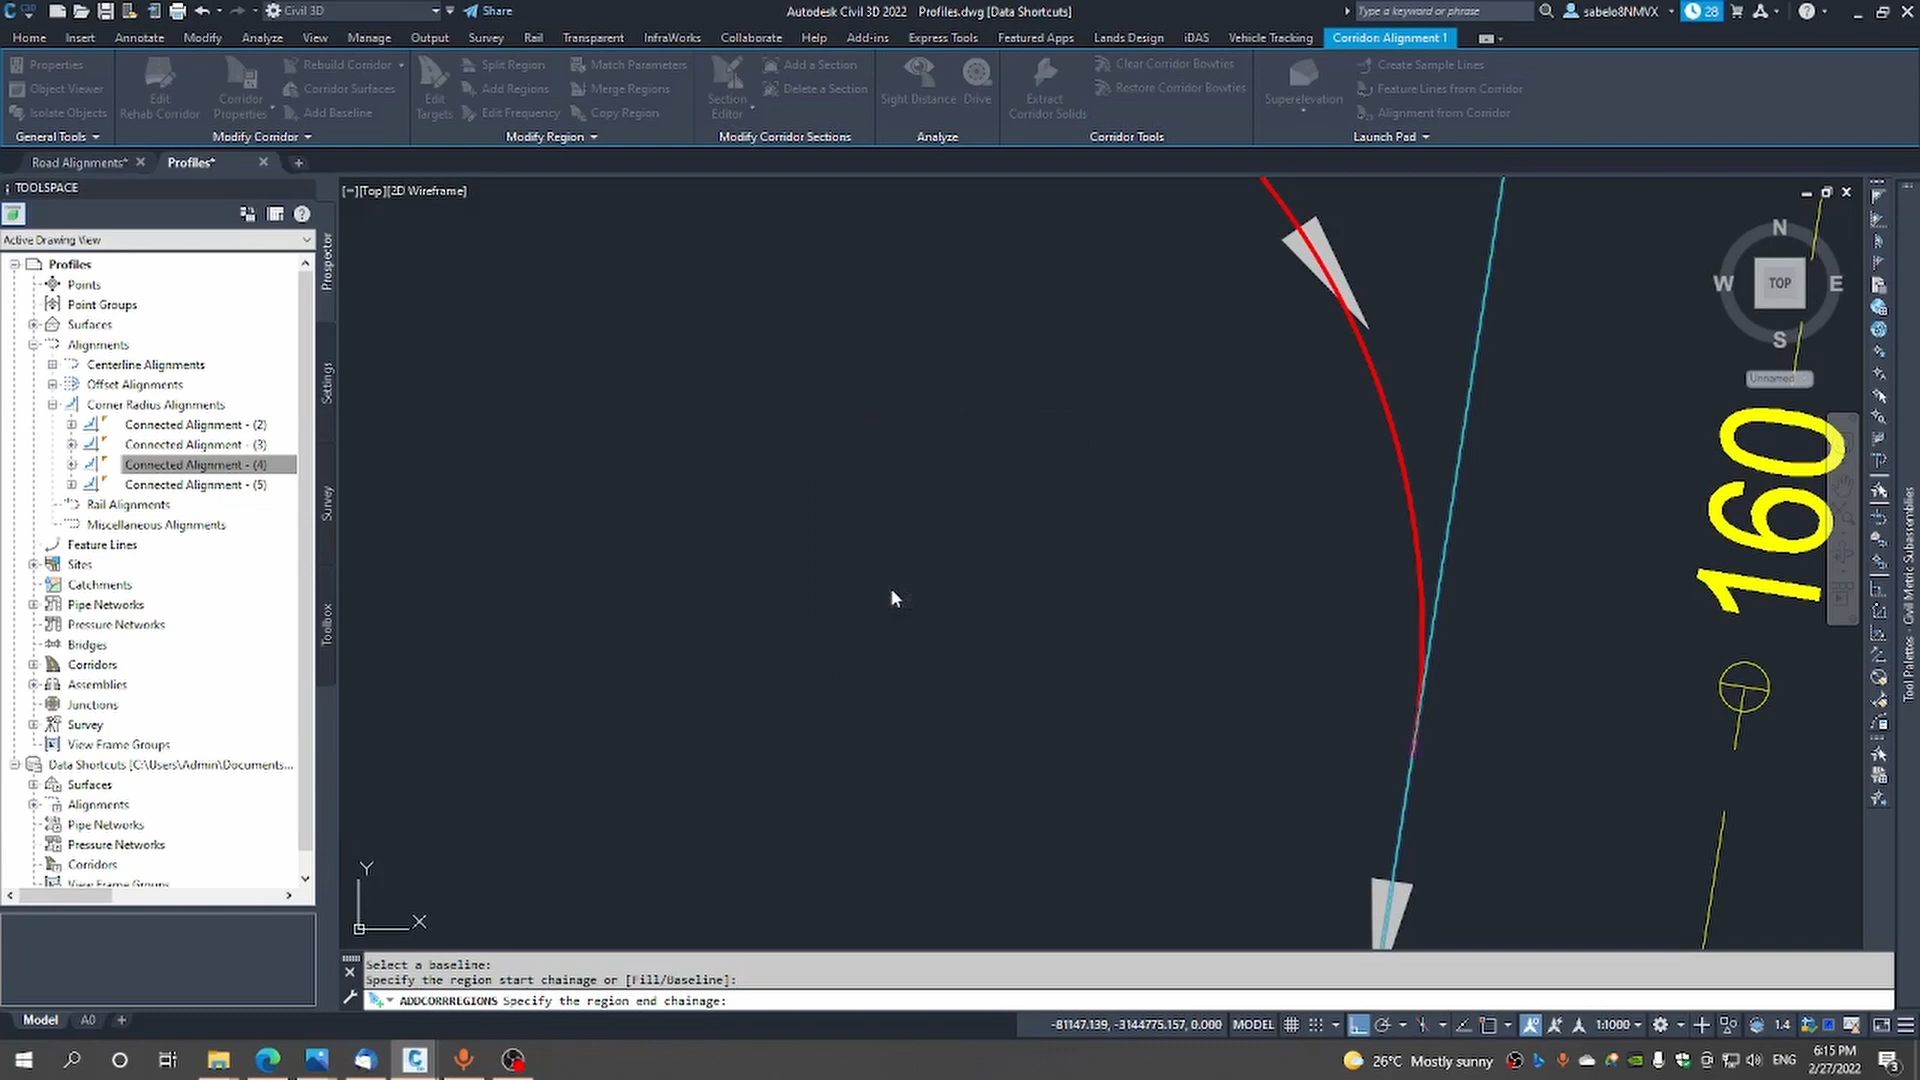 Civil 3D
Share
Autodesk Civil 3D 2022 Profiles.dwg [Data Shortcuts]
Type a keyword or phrase
sabelo8NMVX
28
Home Insert Annotate Modify Analyze View Manage Output Survey Rail Transparent InfraWorks Collaborate Help Add-ins Express Tools Featured Apps Lands Design iDAS Vehicle Tracking Corridor: Alignment 1
Properties
Object Viewer
Isolate Objects
General Tools
Edit
Rehab Corridor
Corridor
Properties
Rebuild Corridor
Corridor Surfaces
Add Baseline
Modify Corridor
Edit
Targets
Split Region
Add Regions
Edit Frequency
Match Parameters
Merge Regions
Copy Region
Modify Region
Section
Editor
Add a Section
Delete a Section
Modify Corridor Sections
Sight Distance
Drive
Analyze
Extract
Corridor Solids
Clear Corridor Bowties
Restore Corridor Bowties
Corridor Tools
Superelevation
Create Sample Lines
Feature Lines from Corridor
Alignment from Corridor
Launch Pad
Road Alignments*
Profiles*
TOOLSPACE
Active Drawing View
Profiles
Points
Point Groups
Surfaces
Alignments
Centerline Alignments
Offset Alignments
Corner Radius Alignments
Connected Alignment - (2)
Connected Alignment - (3)
Connected Alignment - (4)
Connected Alignment - (5)
Rail Alignments
Miscellaneous Alignments
Feature Lines
Sites
Catchments
Pipe Networks
Pressure Networks
Bridges
Corridors
Assemblies
Junctions
Survey
View Frame Groups
Data Shortcuts [C:\Users\Admin\Documents...
Surfaces
Alignments
Pipe Networks
Pressure Networks
Corridors
View Frame Groups
Prospector
Settings
Survey
Toolbox
[−][Top][2D Wireframe]
N
W
TOP
E
S
Unnamed
160
Y
X
Tool Palettes - Civil Metric Subassemblies
Select a baseline:
Specify the region start chainage or [Fill/Baseline]:
ADDCORRREGIONS Specify the region end chainage:
Model
A0
-81147.139, -3144775.157, 0.000
MODEL
1:1000
1.4
26°C Mostly sunny
ENG
6:15 PM
2/27/2022
3